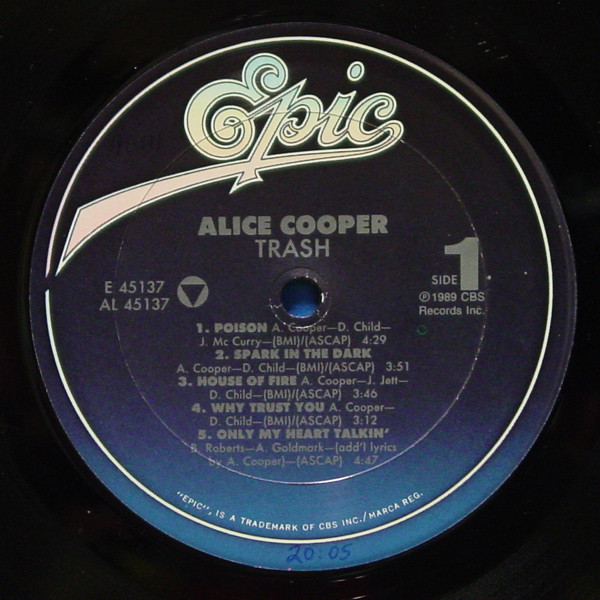 Epic
ALICE COOPER
TRASH
E 45137
AL 45137
SIDE 1
℗ 1989 CBS
Records Inc.
1. POISON A. Cooper—D. Child—
J. Mc Curry—(BMI)/(ASCAP) 4:29
2. SPARK IN THE DARK
A. Cooper—D. Child—(BMI)/(ASCAP) 3:51
3. HOUSE OF FIRE A. Cooper—J. Jett—
D. Child—(BMI)/(ASCAP) 3:46
4. WHY TRUST YOU A. Cooper—
D. Child—(BMI)/(ASCAP) 3:12
5. ONLY MY HEART TALKIN'
B. Roberts—A. Goldmark—(add'l lyrics
by A. Cooper)—(ASCAP) 4:47
"EPIC", IS A TRADEMARK OF CBS INC./MARCA REG.
20:05